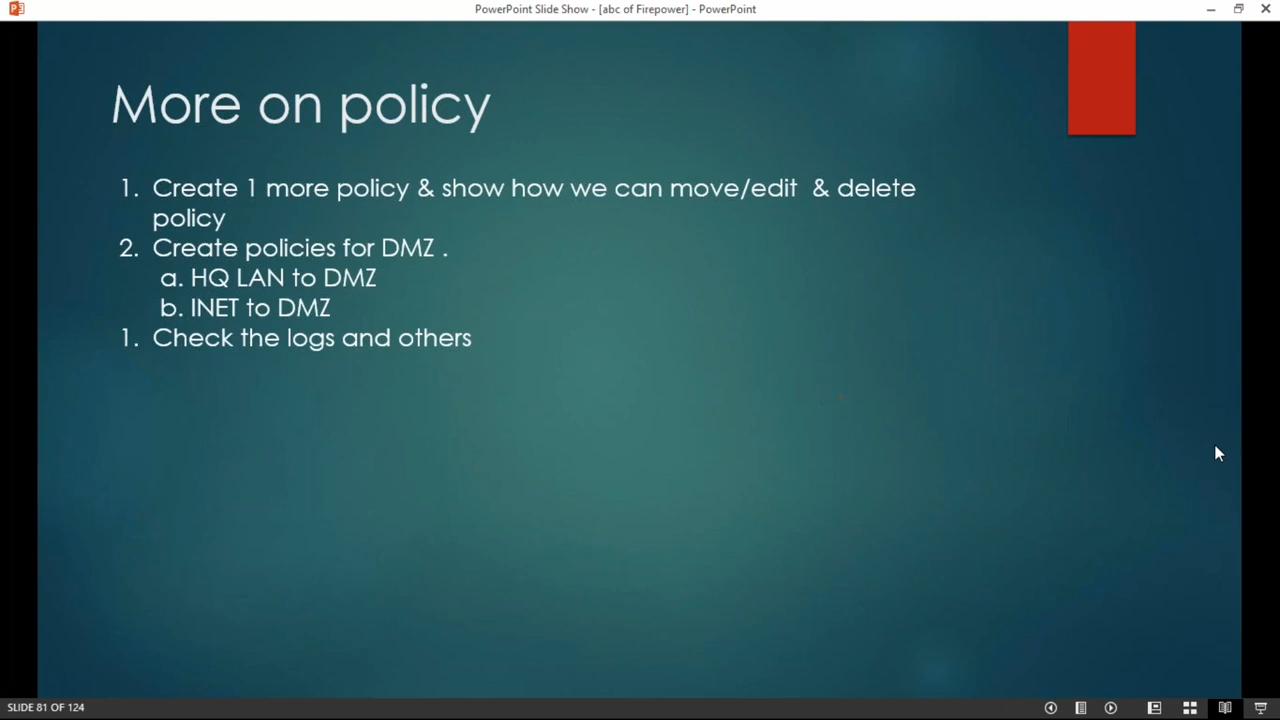 PowerPoint Slide Show - [abc of Firepower] - PowerPoint
More on policy
1. Create 1 more policy & show how we can move/edit & delete
policy
2. Create policies for DMZ .
a. HQ LAN to DMZ
b. INET to DMZ
1. Check the logs and others
SLIDE 81 OF 124